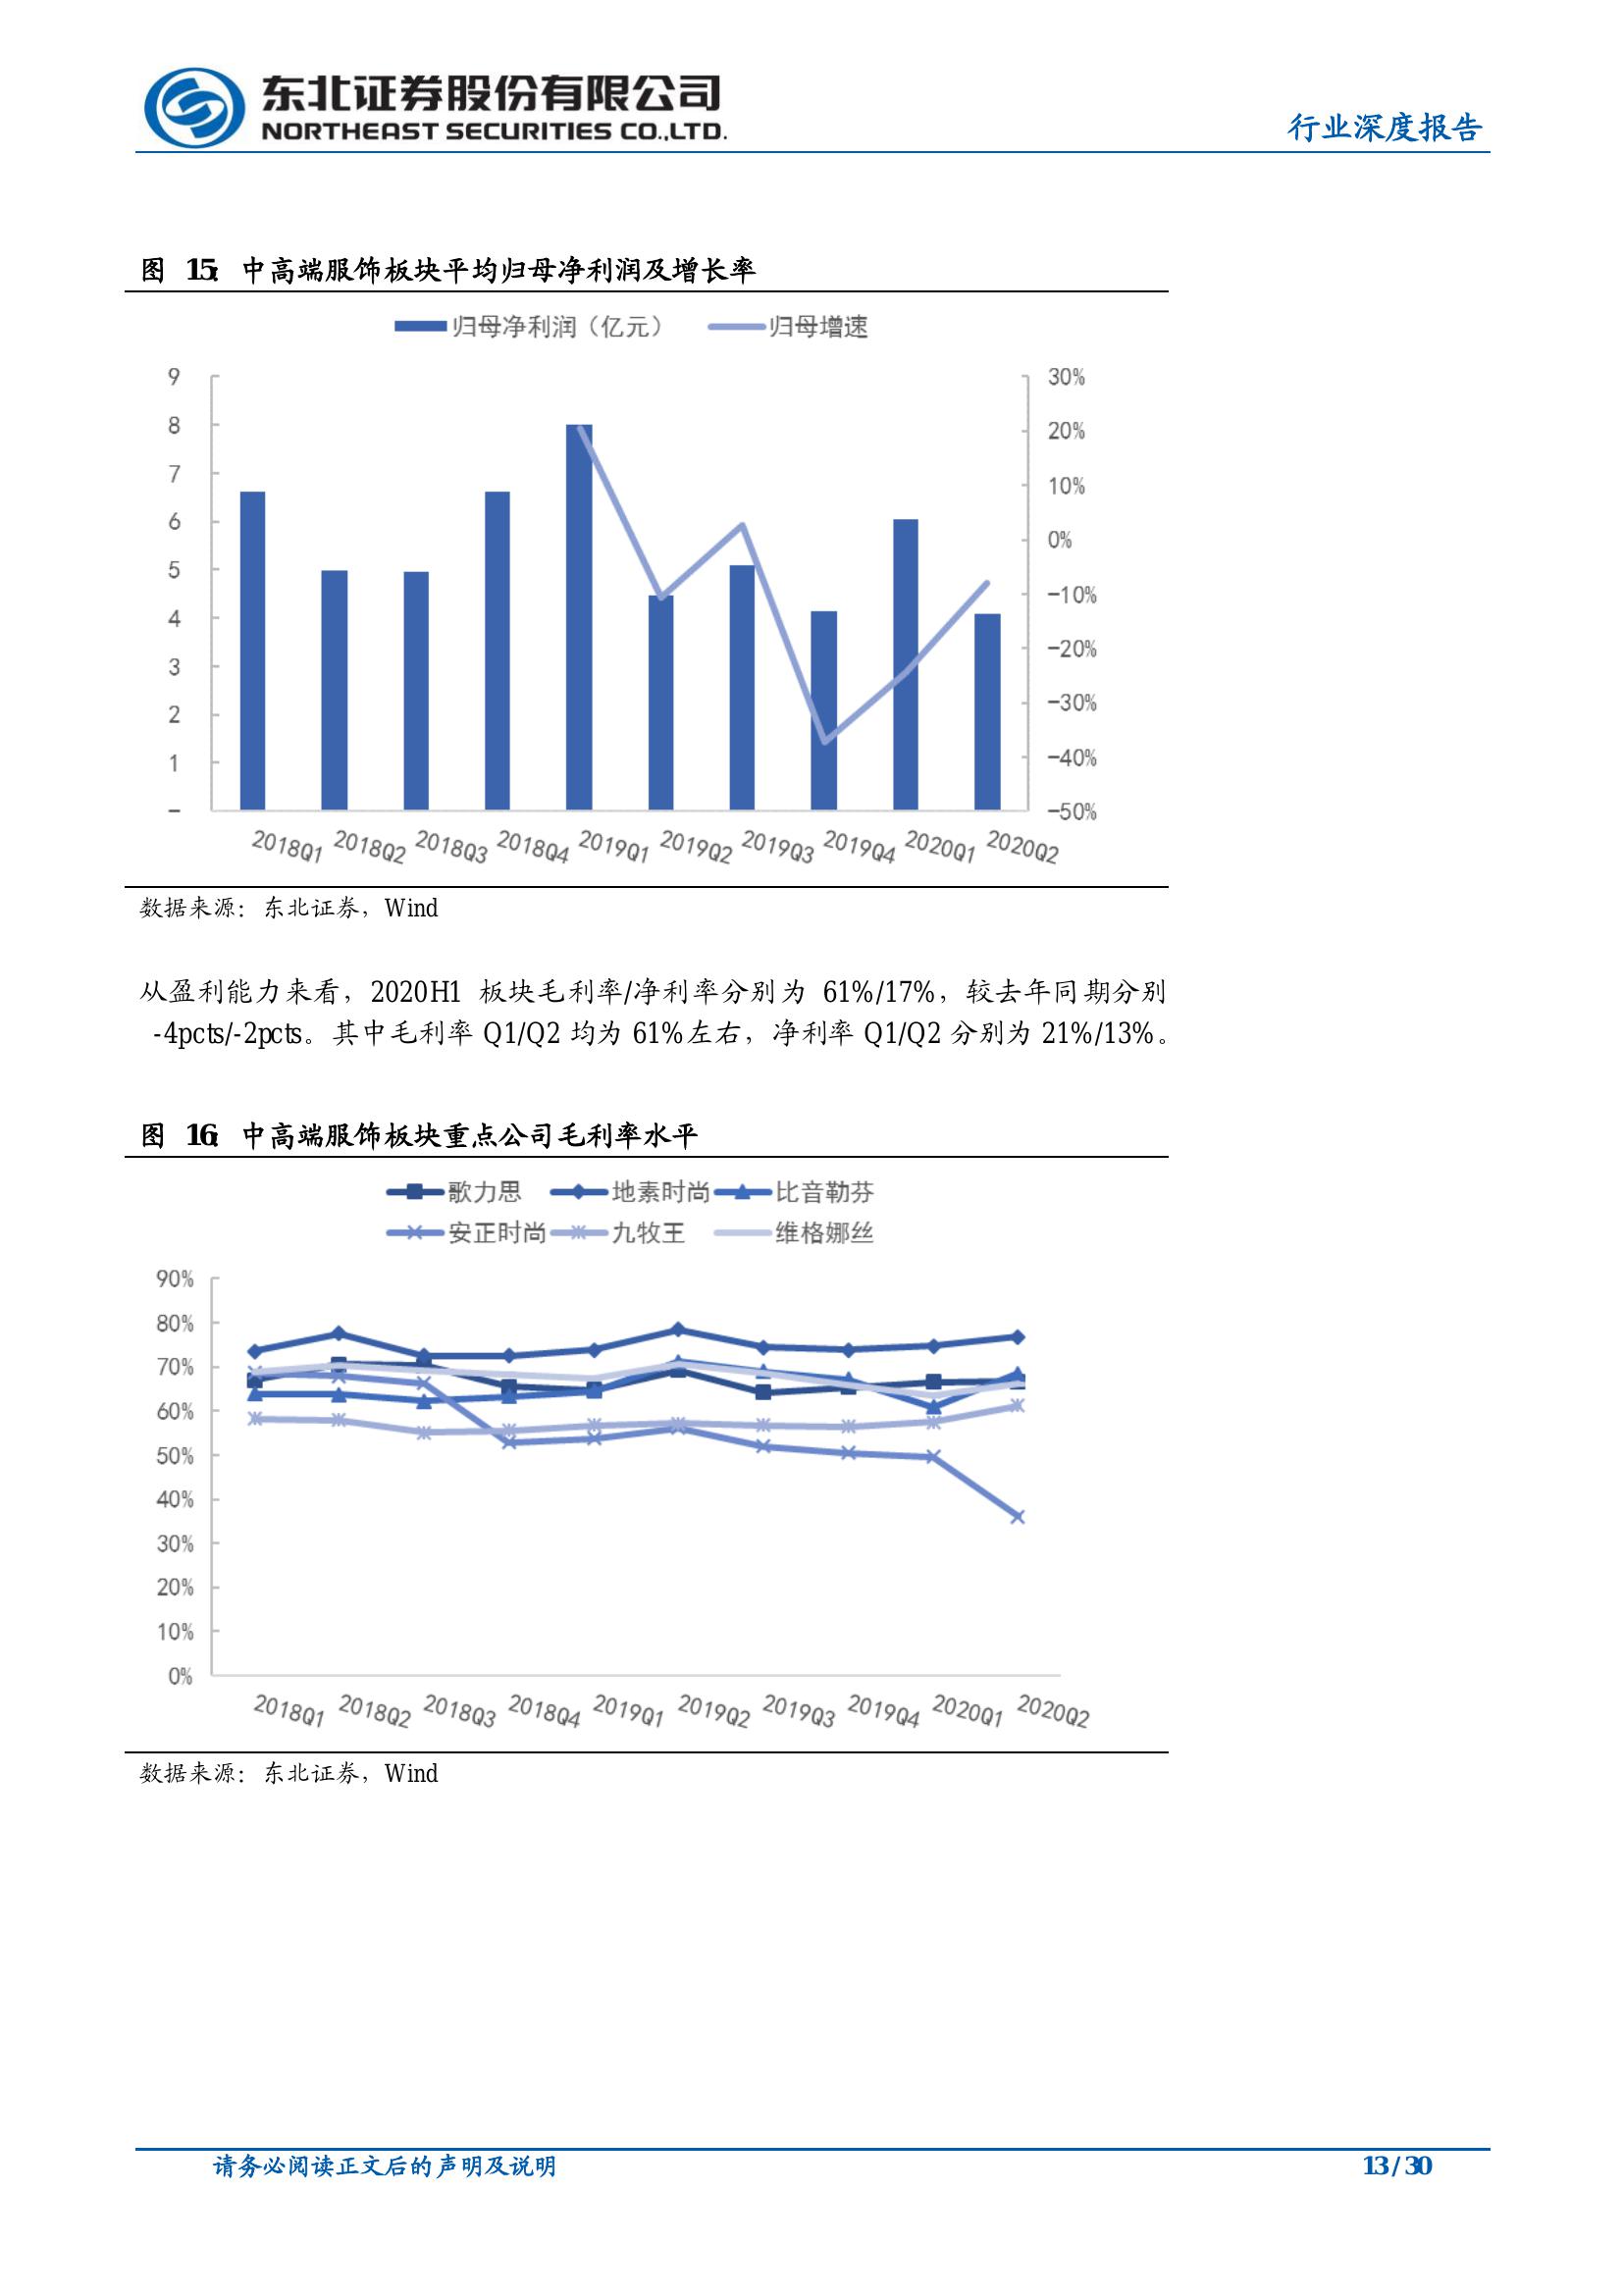 东北证券股份有限公司
NORTHEAST SECURITIES CO.,LTD.
行业深度报告
图 15： 中高端服饰板块平均归母净利润及增长率
归母净利润（亿元） 归母增速
9 30%
8 20%
7 10%
6 0%
5 -10%
4 -20%
3 -30%
2 -40%
1 -50%
-
2018Q1 2018Q2 2018Q3 2018Q4 2019Q1 2019Q2 2019Q3 2019Q4 2020Q1 2020Q2
数据来源：东北证券，Wind
从盈利能力来看，2020H1 板块毛利率/净利率分别为 61%/17%，较去年同期分别
-4pcts/-2pcts。其中毛利率 Q1/Q2 均为 61%左右，净利率 Q1/Q2 分别为 21%/13%。
图 16： 中高端服饰板块重点公司毛利率水平
歌力思 地素时尚 比音勒芬
安正时尚 九牧王 维格娜丝
90%
80%
70%
60%
50%
40%
30%
20%
10%
0%
2018Q1 2018Q2 2018Q3 2018Q4 2019Q1 2019Q2 2019Q3 2019Q4 2020Q1 2020Q2
数据来源：东北证券，Wind
请务必阅读正文后的声明及说明 13 / 30